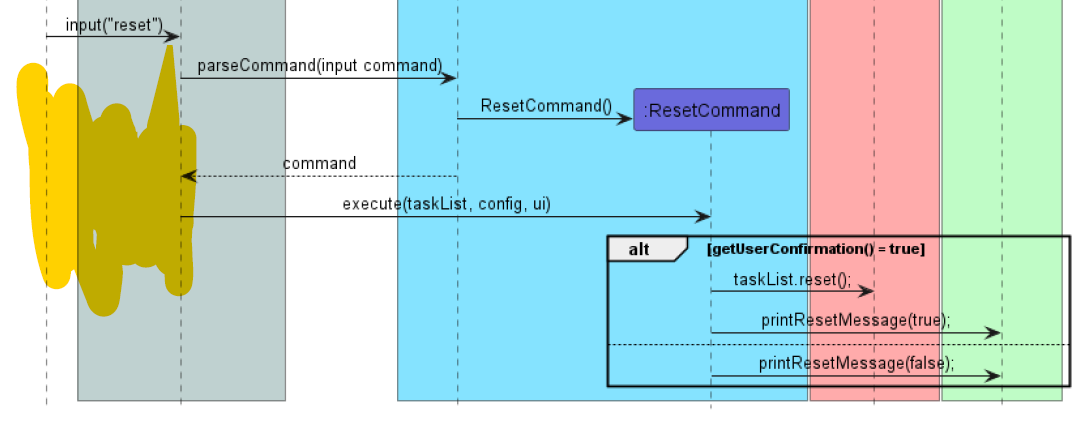 input("reset")
parseCommand(input command)
ResetCommand()
:ResetCommand
command
execute(taskList, config, ui)
alt
[getUserConfirmation() = true]
taskList.reset();
printResetMessage(true);
printResetMessage(false);